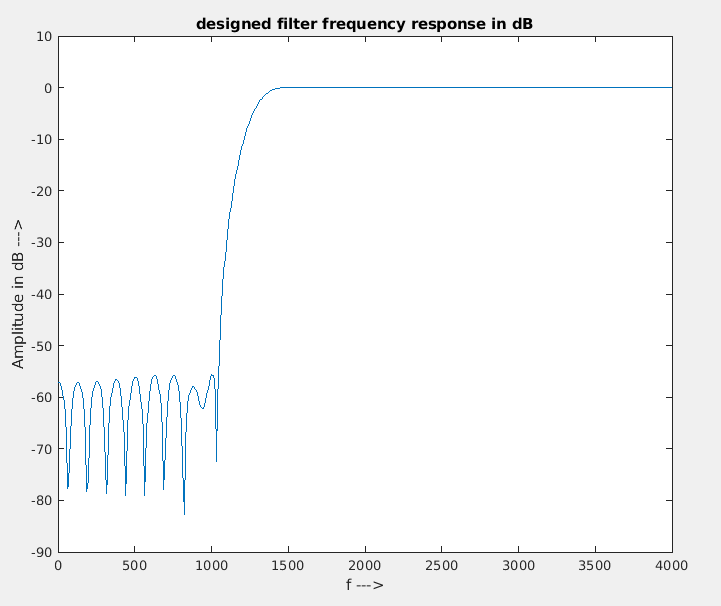 designed filter frequency response in dB
Amplitude in dB --->
10
0
-10
-20
-30
-40
-50
-60
-70
-80
-90
0 500 1000 1500 2000 2500 3000 3500 4000
f --->